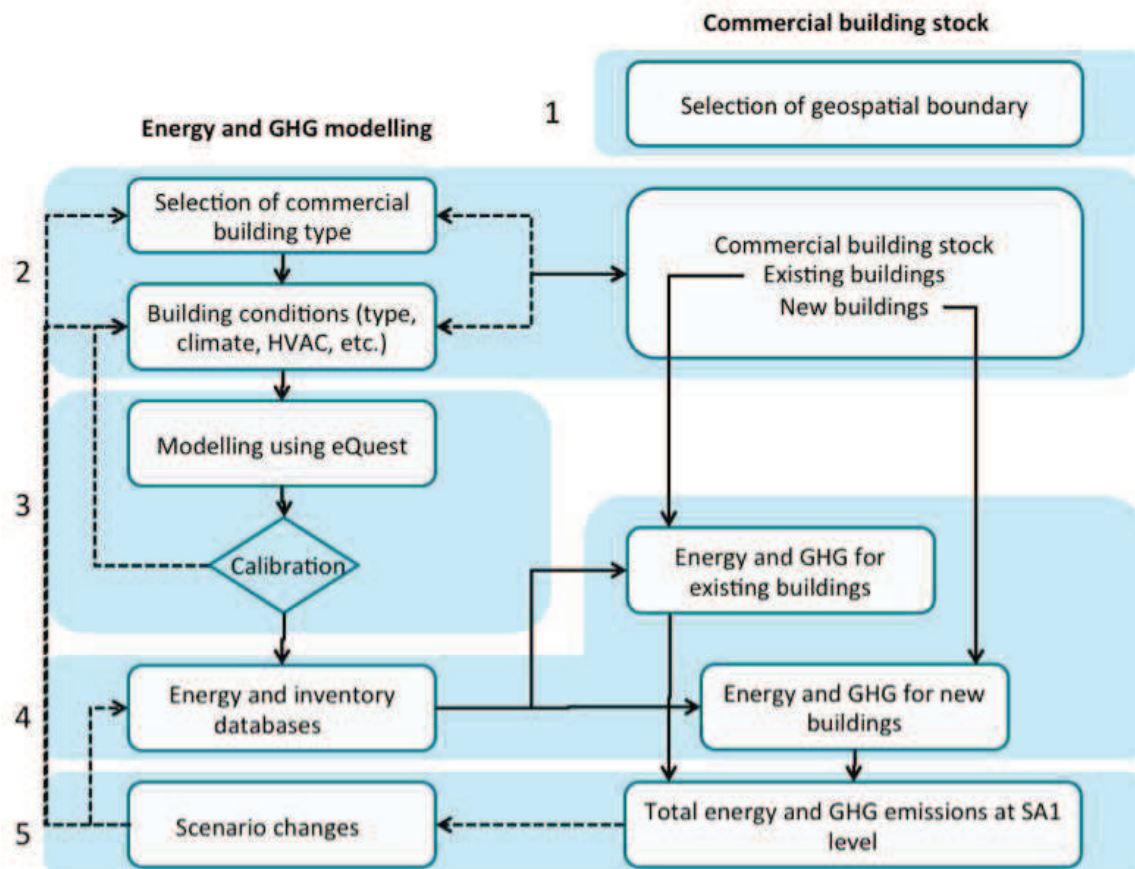 Commercial building stock
1
Selection of geospatial boundary
Energy and GHG modelling
2
Selection of commercial
building type
Building conditions (type,
climate, HVAC, etc.)
Commercial building stock
Existing buildings
New buildings
3
Modelling using eQuest
Calibration
Energy and GHG for
existing buildings
4
Energy and inventory
databases
Energy and GHG for new
buildings
5
Scenario changes
Total energy and GHG emissions at SA1
level